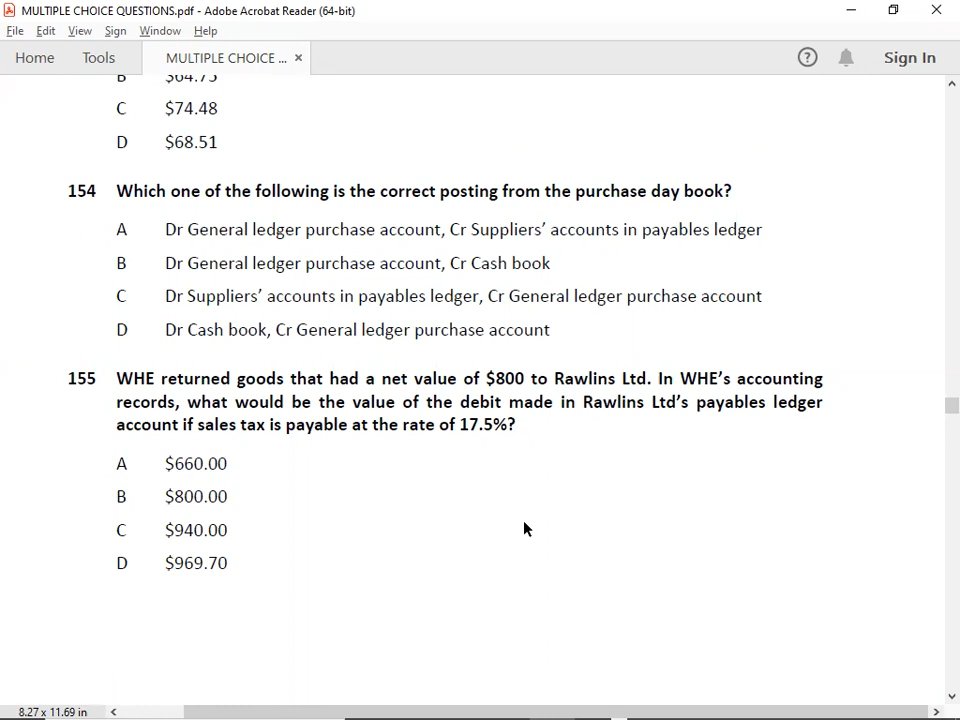 MULTIPLE CHOICE QUESTIONS.pdf - Adobe Acrobat Reader (64-bit)
File Edit View Sign Window Help
Home Tools MULTIPLE CHOICE ... × Sign In
B $64.75
C $74.48
D $68.51
154 Which one of the following is the correct posting from the purchase day book?
A Dr General ledger purchase account, Cr Suppliers’ accounts in payables ledger
B Dr General ledger purchase account, Cr Cash book
C Dr Suppliers’ accounts in payables ledger, Cr General ledger purchase account
D Dr Cash book, Cr General ledger purchase account
155 WHE returned goods that had a net value of $800 to Rawlins Ltd. In WHE’s accounting
records, what would be the value of the debit made in Rawlins Ltd’s payables ledger
account if sales tax is payable at the rate of 17.5%?
A $660.00
B $800.00
C $940.00
D $969.70
8.27 x 11.69 in